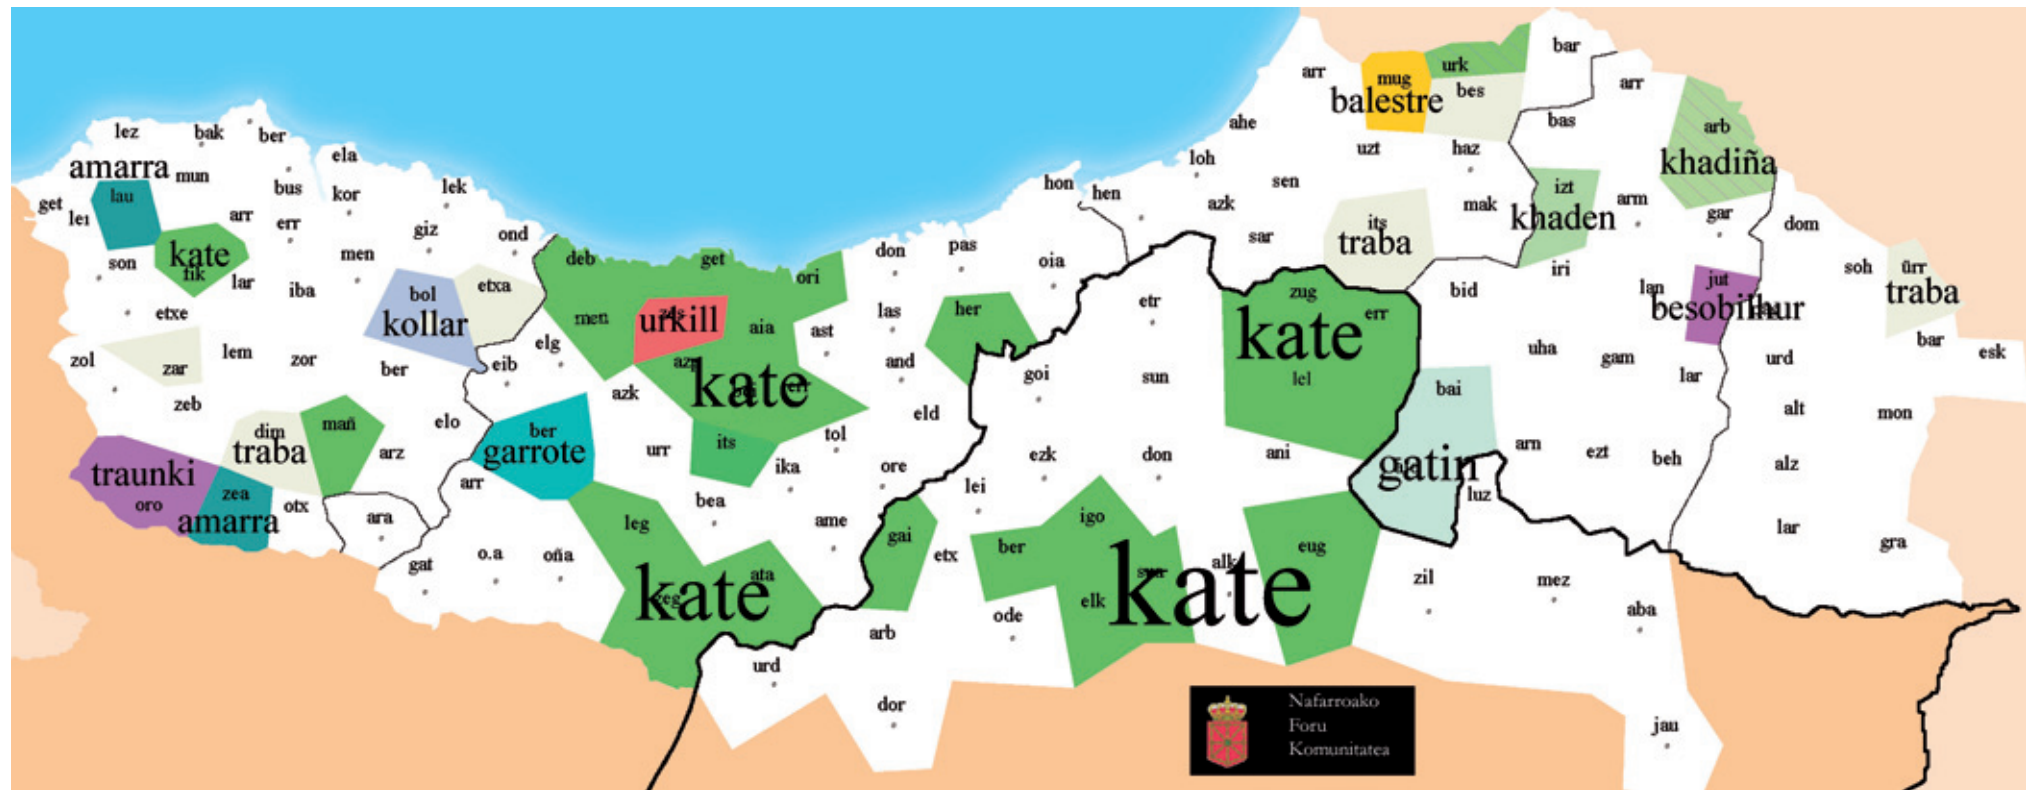 bar
arr
mug
urk
bes
balestre
arr
lez
bak
ber
ahe
bas
arb
amarra
mun
ela
uzt
haz
khadiña
loh
lau
bus
kor
lek
hon
hen
sen
izt
get
arr
err
giz
ond
azk
its
mak
khaden
arm
gar
dom
kate
son
lar
men
deb
get
ori
don
pas
oia
sar
traba
iri
soh
ürr
etxe
iba
bol
etxa
kollar
men
urkill
aia
ast
las
her
etr
zug
err
bid
lan
jut
traba
besobilhur
zol
zar
lem
zor
ber
eib
elg
azk
kate
and
goi
sun
kate
lel
uha
gam
lar
urd
bar
esk
zeb
dim
mañ
elo
ber
its
tol
eld
bai
alt
mon
traba
arz
garrote
urr
ika
ore
ezk
don
ani
gatin
arn
ezt
beh
alz
traunki
oro
zea
otx
amarra
ara
arr
bea
lei
luz
gat
o.a
oña
leg
ame
gai
etx
ber
igo
alk
eug
lar
gra
ata
kate
elk
kate
zil
mez
aba
arb
ode
urd
dor
jau
Nafarroako
Foru
Komunitatea